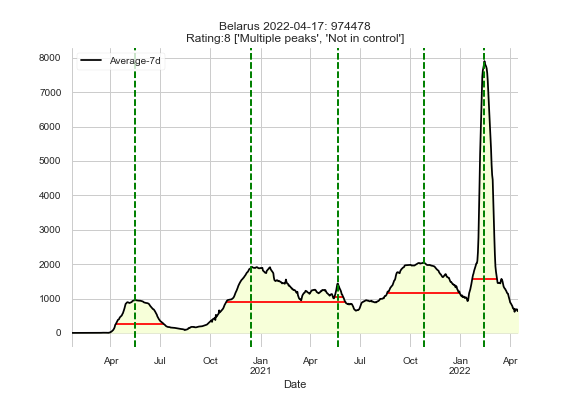 Belarus 2022-04-17: 974478
Rating:8 ['Multiple peaks', 'Not in control']
Average-7d
8000
7000
6000
5000
4000
3000
2000
1000
0
Apr Jul Oct Jan Apr Jul Oct Jan Apr
2021 2022
Date